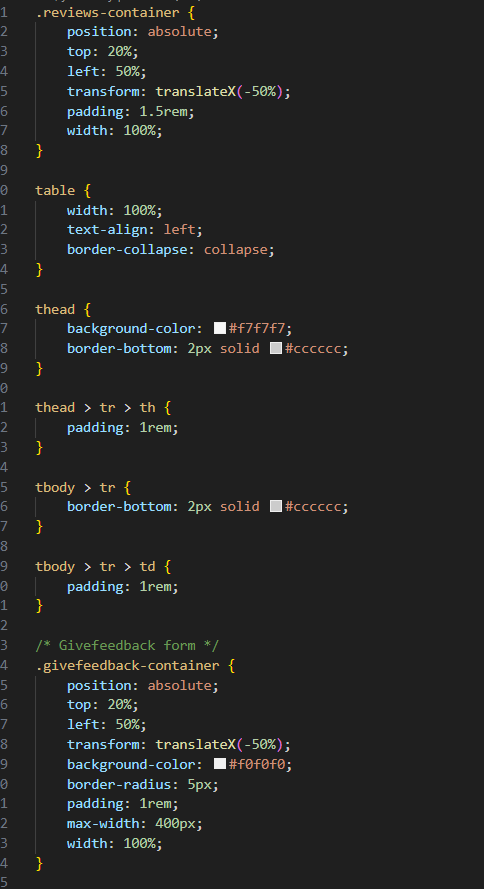 1 .reviews-container {
2 position: absolute;
3 top: 20%;
4 left: 50%;
5 transform: translateX(-50%);
6 padding: 1.5rem;
7 width: 100%;
8 }
9
0 table {
1 width: 100%;
2 text-align: left;
3 border-collapse: collapse;
4 }
5
6 thead {
7 background-color: #f7f7f7;
8 border-bottom: 2px solid #cccccc;
9 }
0
1 thead > tr > th {
2 padding: 1rem;
3 }
4
5 tbody > tr {
6 border-bottom: 2px solid #cccccc;
7 }
8
9 tbody > tr > td {
0 padding: 1rem;
1 }
2
3 /* Givefeedback form */
4 .givefeedback-container {
5 position: absolute;
6 top: 20%;
7 left: 50%;
8 transform: translateX(-50%);
9 background-color: #f0f0f0;
0 border-radius: 5px;
1 padding: 1rem;
2 max-width: 400px;
3 width: 100%;
4 }
5